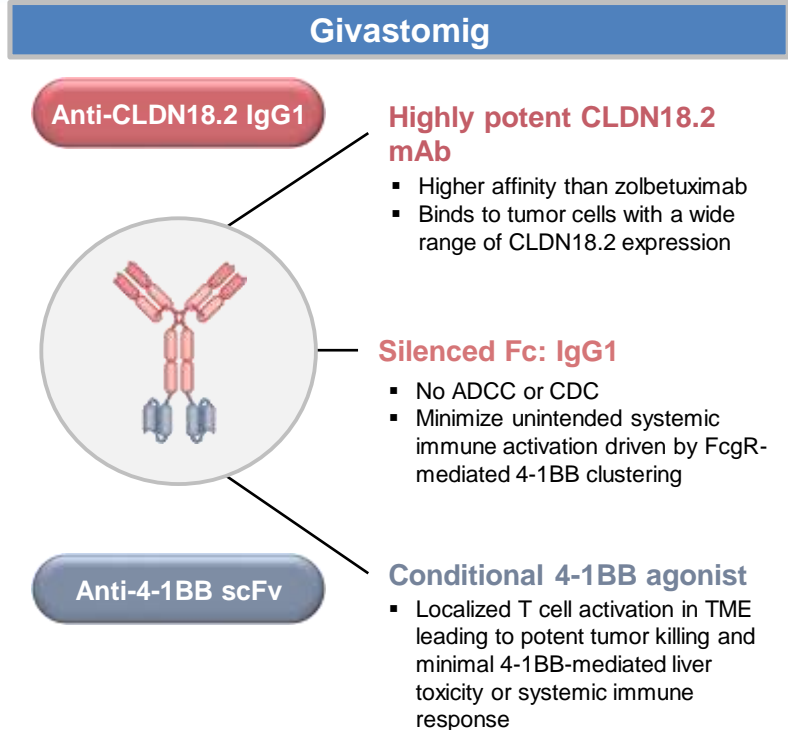 Givastomig
Anti-CLDN18.2 IgG1
Highly potent CLDN18.2
mAb
▪ Higher affinity than zolbetuximab
▪ Binds to tumor cells with a wide
range of CLDN18.2 expression
Silenced Fc: IgG1
▪ No ADCC or CDC
▪ Minimize unintended systemic
immune activation driven by FcgR-
mediated 4-1BB clustering
Anti-4-1BB scFv
Conditional 4-1BB agonist
▪ Localized T cell activation in TME
leading to potent tumor killing and
minimal 4-1BB-mediated liver
toxicity or systemic immune
response